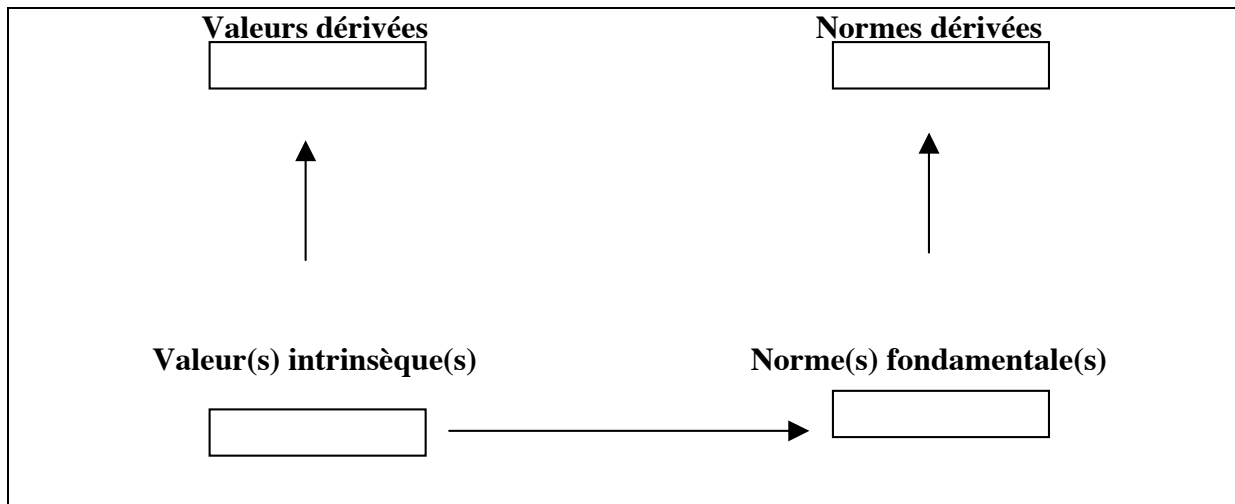 Valeurs dérivées
Normes dérivées
Valeur(s) intrinsèque(s)
Norme(s) fondamentale(s)